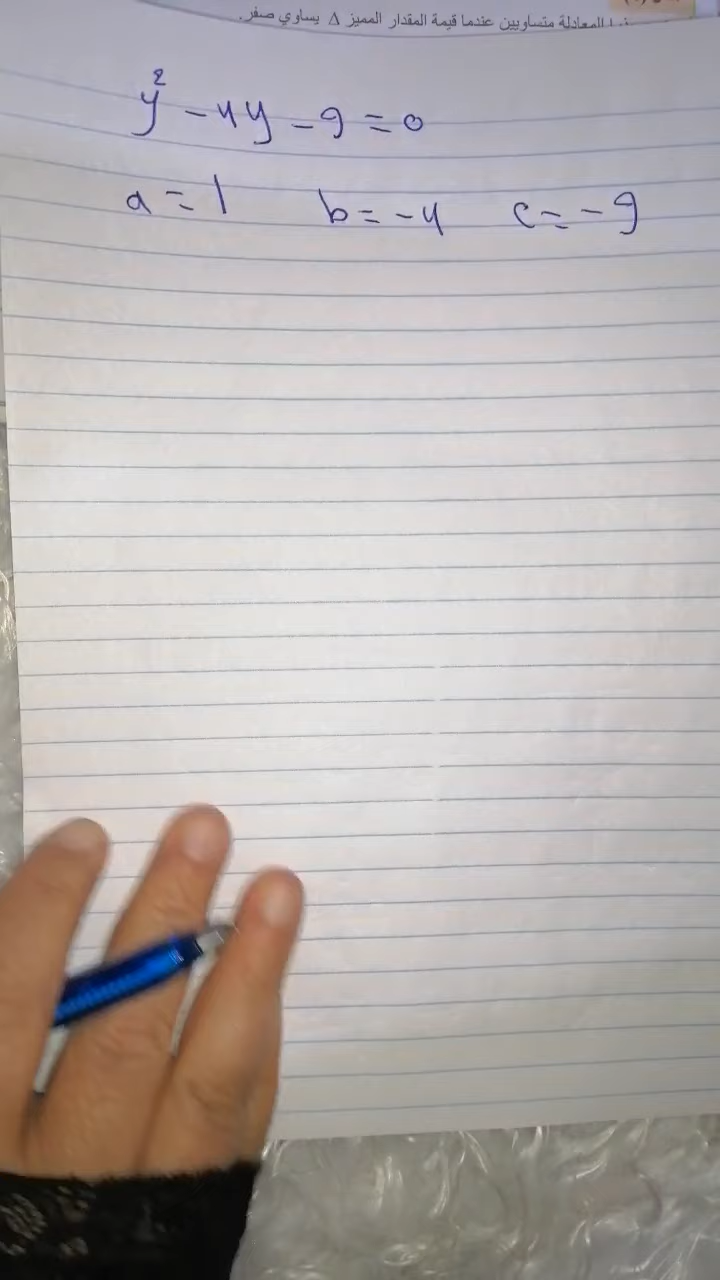 المعادلة متساويين عندما قيمة المقدار المميز Δ يساوي صفر.
y² - 4y - 9 = 0
a = 1 b = -4 c = -9